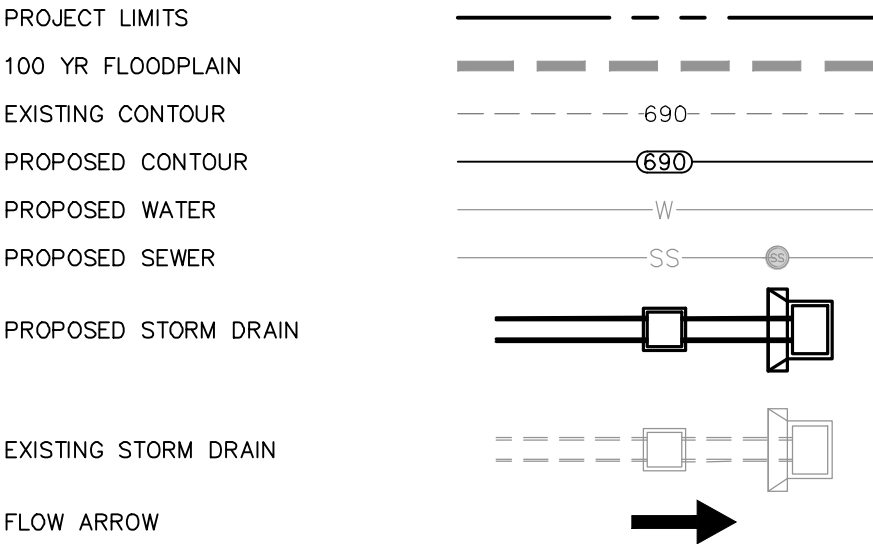 PROJECT LIMITS
100 YR FLOODPLAIN
EXISTING CONTOUR 690
PROPOSED CONTOUR 690
PROPOSED WATER W
PROPOSED SEWER SS SS
PROPOSED STORM DRAIN
EXISTING STORM DRAIN
FLOW ARROW